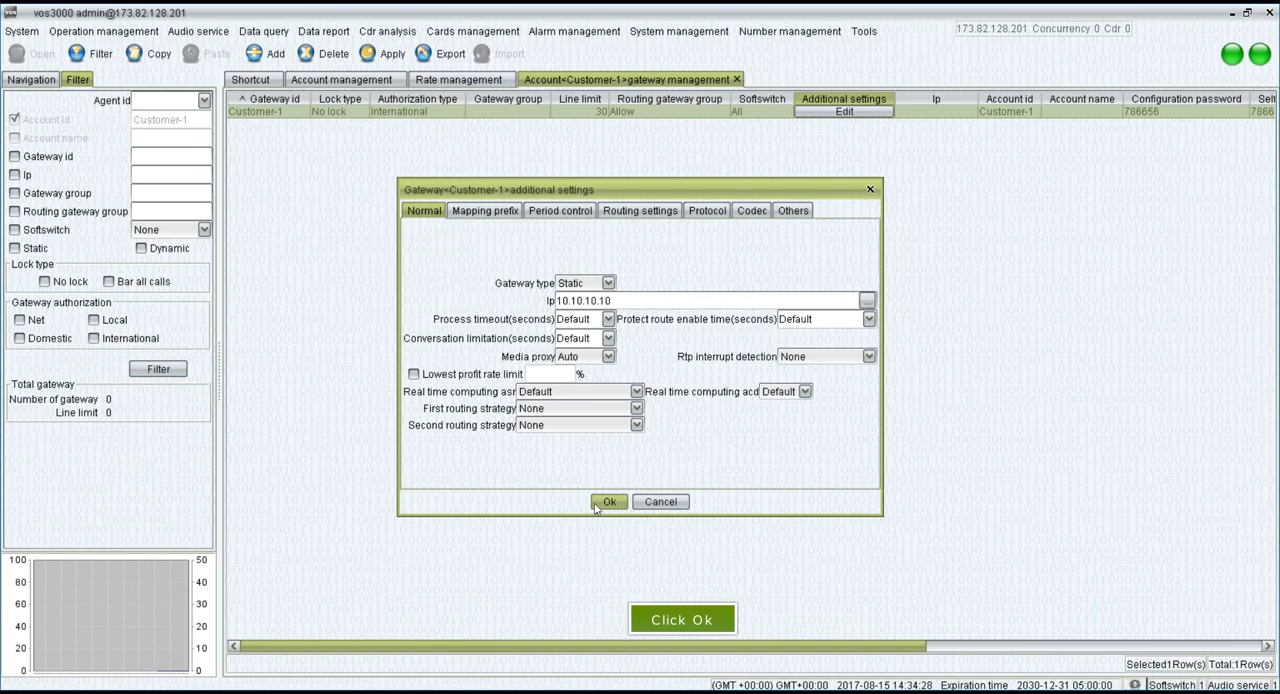 vos3000 admin@173.82.128.201
System Operation management Audio service Data query Data report Cdr analysis Cards management Alarm management System management Number management Tools
173.82.128.201 Concurrency 0 Cdr 0
Open Filter Copy Paste Add Delete Apply Export Import
Navigation Filter
Shortcut Account management Rate management Account<Customer-1>gateway management
Agent id
Account id Customer-1
Account name
Gateway id
Ip
Gateway group
Routing gateway group
Softswitch None
Static Dynamic
Lock type
No lock Bar all calls
Gateway authorization
Net Local
Domestic International
Filter
Total gateway
Number of gateway 0
Line limit 0
100 50
80 40
60 30
40 20
20 10
0 0
^ Gateway id Lock type Authorization type Gateway group Line limit Routing gateway group Softswitch Additional settings Ip Account id Account name Configuration password Selt
Customer-1 No lock International 30 Allow All Edit Customer-1 786656 7866
Gateway<Customer-1>additional settings
Normal Mapping prefix Period control Routing settings Protocol Codec Others
Gateway type Static
Ip 10.10.10.10 ...
Process timeout(seconds) Default Protect route enable time(seconds) Default
Conversation limitation(seconds) Default
Media proxy Auto Rtp interrupt detection None
Lowest profit rate limit %
Real time computing asr Default Real time computing acd Default
First routing strategy None
Second routing strategy None
Ok Cancel
Click Ok
Selected1Row(s) Total:1Row(s)
(GMT +00:00) GMT+00:00 2017-08-15 14:34:28 Expiration time 2030-12-31 05:00:00 Softswitch 1 Audio service 1